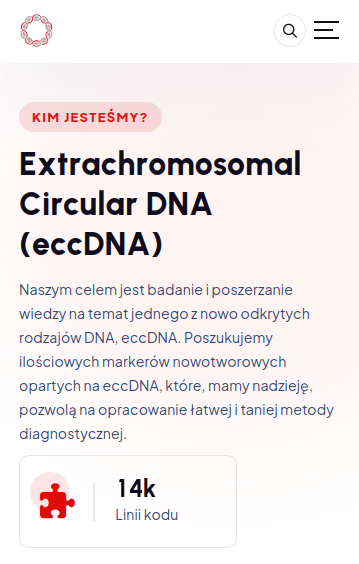 KIM JESTEŚMY?
Extrachromosomal
Circular DNA
(eccDNA)
Naszym celem jest badanie i poszerzanie
wiedzy na temat jednego z nowo odkrytych
rodzajów DNA, eccDNA. Poszukujemy
ilościowych markerów nowotworowych
opartych na eccDNA, które, mamy nadzieję,
pozwolą na opracowanie łatwej i taniej metody
diagnostycznej.
14k
Linii kodu